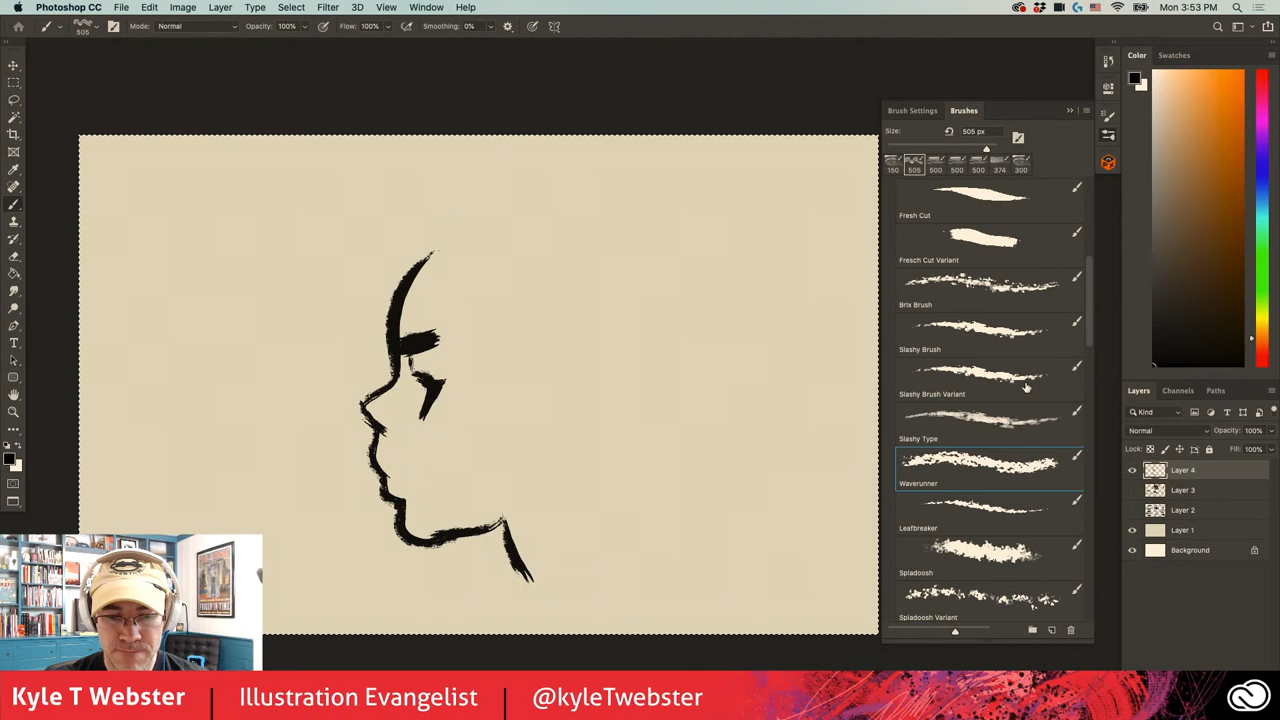 Photoshop CC File Edit Image Layer Type Select Filter 3D View Window Help Mon 3:53 PM
505 Mode: Normal Opacity: 100% Flow: 100% Smoothing: 0%
Brush Settings Brushes
Size: 505 px
150 505 500 500 500 374 300
Fresh Cut
Fresch Cut Variant
Brix Brush
Slashy Brush
Slashy Brush Variant
Slashy Type
Waverunner
Leafbreaker
Spladoosh
Spladoosh Variant
Color Swatches
Layers Channels Paths
Kind
Normal Opacity: 100%
Lock: Fill: 100%
Layer 4
Layer 3
Layer 2
Layer 1
Background
FROZEN IN TIME
Kyle T Webster | Illustration Evangelist | @kyleTwebster